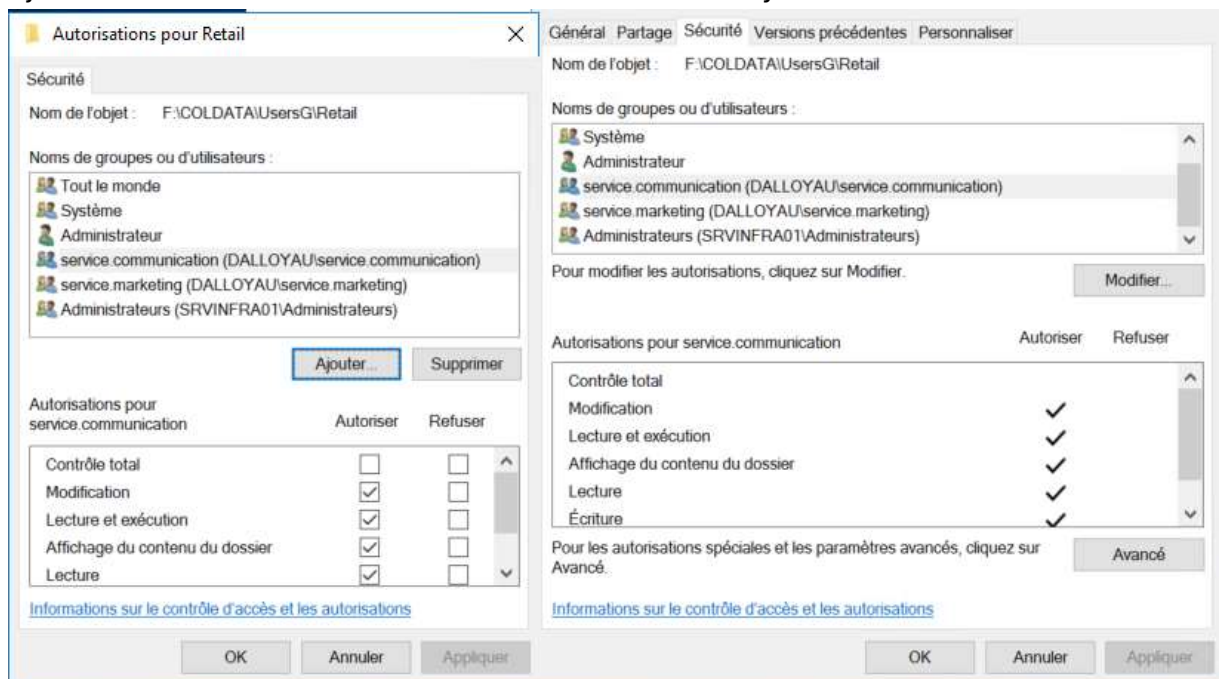 Autorisations pour Retail
Sécurité
Nom de l'objet : F:\COLDATA\UsersG\Retail
Noms de groupes ou d'utilisateurs :
Tout le monde
Système
Administrateur
service.communication (DALLOYAU\service.communication)
service.marketing (DALLOYAU\service.marketing)
Administrateurs (SRVINFRA01\Administrateurs)
Ajouter... Supprimer
Autorisations pour
service.communication Autoriser Refuser
Contrôle total
Modification
Lecture et exécution
Affichage du contenu du dossier
Lecture
Informations sur le contrôle d'accès et les autorisations
OK Annuler Appliquer
Général Partage Sécurité Versions précédentes Personnaliser
Nom de l'objet : F:\COLDATA\UsersG\Retail
Noms de groupes ou d'utilisateurs :
Système
Administrateur
service.communication (DALLOYAU\service.communication)
service.marketing (DALLOYAU\service.marketing)
Administrateurs (SRVINFRA01\Administrateurs)
Pour modifier les autorisations, cliquez sur Modifier.
Modifier...
Autorisations pour service.communication Autoriser Refuser
Contrôle total
Modification
Lecture et exécution
Affichage du contenu du dossier
Lecture
Écriture
Pour les autorisations spéciales et les paramètres avancés, cliquez sur
Avancé.
Avancé
Informations sur le contrôle d'accès et les autorisations
OK Annuler Appliquer